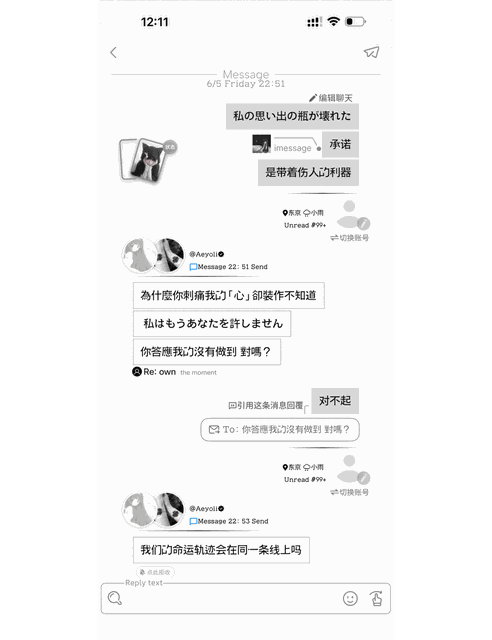 12:11
Message
6/5 Friday 22:51
编辑聊天
私の思い出の瓶が壊れた
imessage
承诺
状态
是带着伤人的利器
东京 小雨
Unread #99+
切换账号
@Aeyoli
Message 22: 51 Send
為什麼你刺痛我的「心」卻裝作不知道
私はもうあなたを許しません
你答應我的沒有做到 對嗎？
Re: own the moment
对不起
引用这条消息回覆
To: 你答應我的沒有做到 對嗎？
东京 小雨
Unread #99+
切换账号
@Aeyoli
Message 22: 53 Send
我们的命运轨迹会在同一条线上吗
点此拒收
Reply text